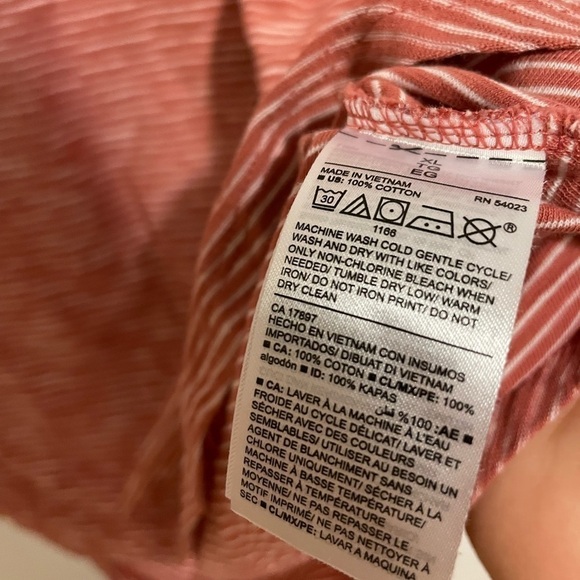 XL
TG
EG
MADE IN VIETNAM
■ US: 100% COTTON RN 54023
30 ®
1166
MACHINE WASH COLD GENTLE CYCLE/
WASH AND DRY WITH LIKE COLORS/
ONLY NON-CHLORINE BLEACH WHEN
NEEDED/ TUMBLE DRY LOW/ WARM
IRON/ DO NOT IRON PRINT/ DO NOT
DRY CLEAN
CA 17897
HECHO EN VIETNAM CON INSUMOS
IMPORTADOS/ DIBUAT DI VIETNAM
■ CA: 100% COTON ■ CL/MX/PE: 100%
algodón ■ ID: 100% KAPAS
■ AE: 100% قطن
■ CA: LAVER À LA MACHINE À L'EAU
FROIDE AU CYCLE DÉLICAT/ LAVER ET
SÉCHER AVEC DES COULEURS
SEMBLABLES/ UTILISER AU BESOIN UN
AGENT DE BLANCHIMENT SANS
CHLORE UNIQUEMENT/ SÉCHER À LA
MACHINE À BASSE TEMPÉRATURE/
REPASSER À TEMPÉRATURE
MOYENNE/ NE PAS REPASSER LE
MOTIF IMPRIMÉ/ NE PAS NETTOYER À
SEC ■ CL/MX/PE: LAVAR A MAQUINA